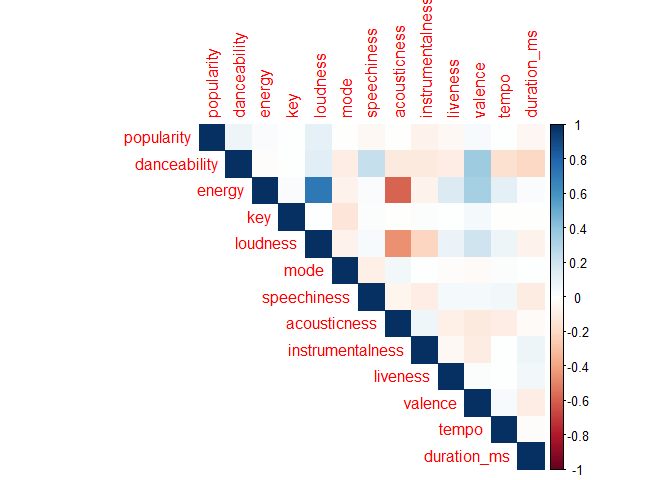 popularity
danceability
energy
key
loudness
mode
speechiness
acousticness
instrumentalness
liveness
valence
tempo
duration_ms
popularity
danceability
energy
key
loudness
mode
speechiness
acousticness
instrumentalness
liveness
valence
tempo
duration_ms
1
0.8
0.6
0.4
0.2
0
-0.2
-0.4
-0.6
-0.8
-1